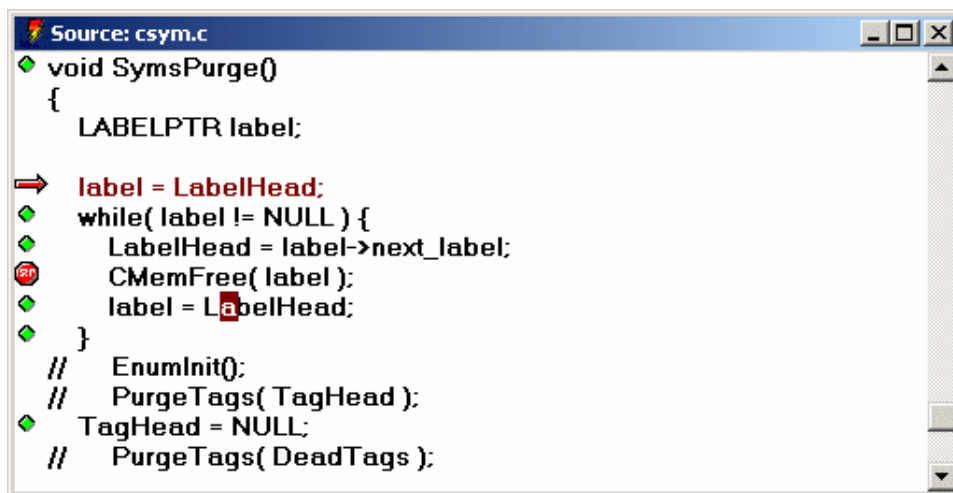 Source: csym.c
void SymsPurge()
{
LABELPTR label;
label = LabelHead;
while( label != NULL ) {
LabelHead = label->next_label;
CMemFree( label );
label = LabelHead;
}
// EnumInit();
// PurgeTags( TagHead );
TagHead = NULL;
// PurgeTags( DeadTags );